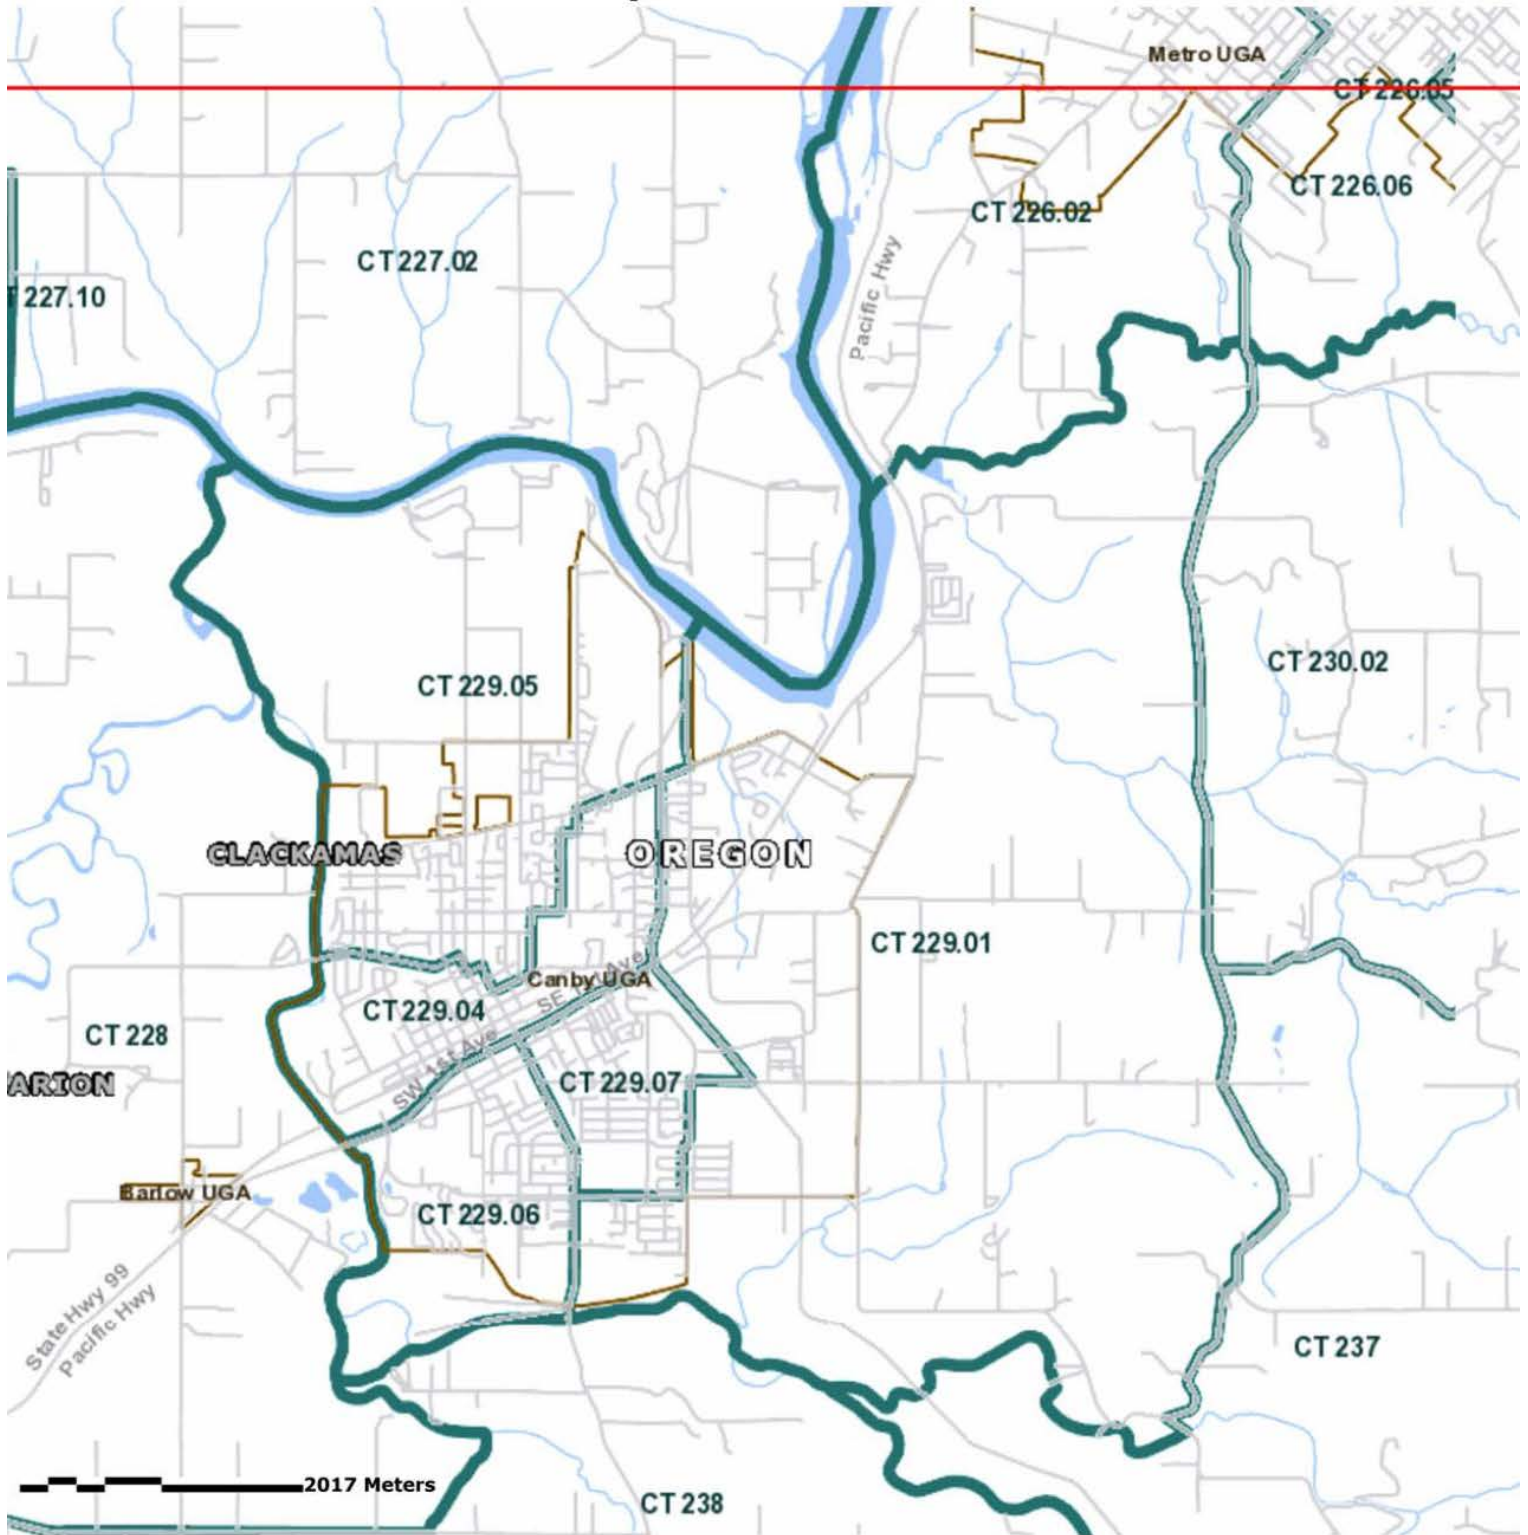 Metro UGA
CT 226.05
CT 226.06
CT 226.02
CT 227.02
Pacific Hwy
227.10
CT 230.02
CT 229.05
CLACKAMAS
OREGON
CT 229.01
Canby UGA
SE 1st Ave
CT 229.04
CT 228
SW 1st Ave
CT 229.07
ARION
Barlow UGA
CT 229.06
State Hwy 99
Pacific Hwy
CT 237
2017 Meters
CT 238